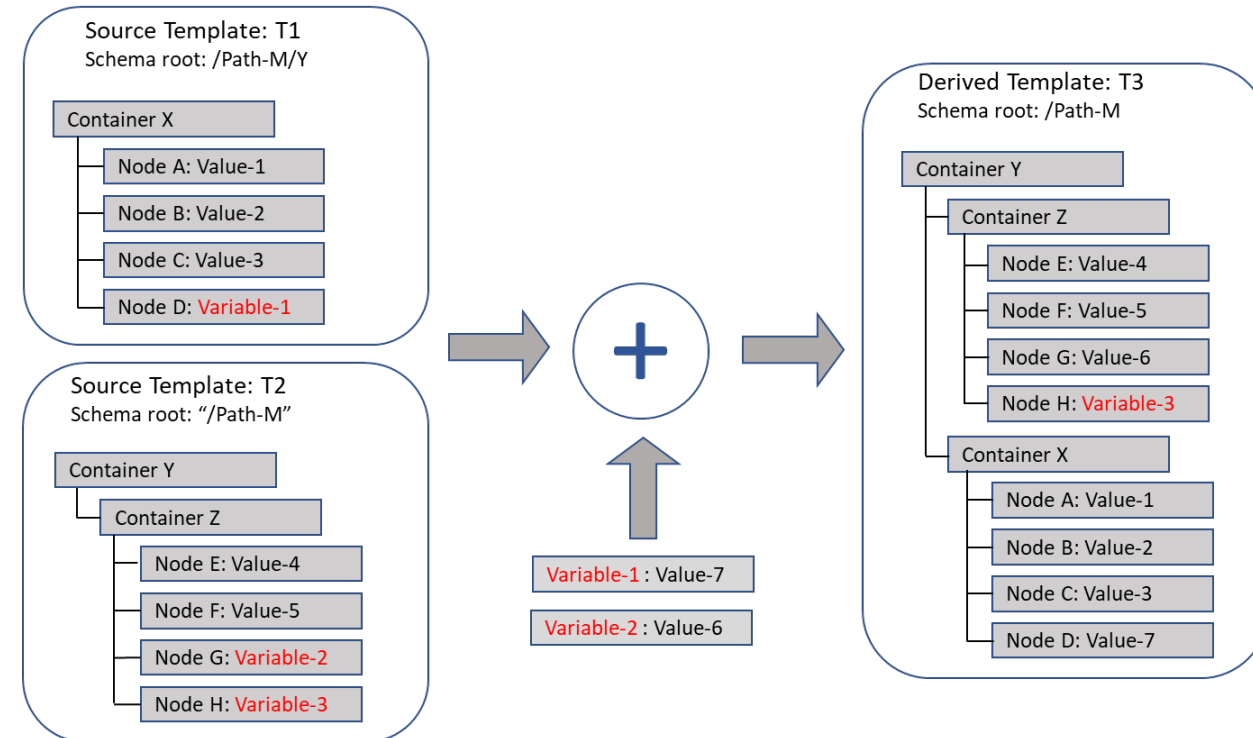 Source Template: T1
Schema root: /Path-M/Y
Container X
Node A: Value-1
Node B: Value-2
Node C: Value-3
Node D: Variable-1
Source Template: T2
Schema root: “/Path-M”
Container Y
Container Z
Node E: Value-4
Node F: Value-5
Node G: Variable-2
Node H: Variable-3
+
Variable-1 : Value-7
Variable-2 : Value-6
Derived Template: T3
Schema root: /Path-M
Container Y
Container Z
Node E: Value-4
Node F: Value-5
Node G: Value-6
Node H: Variable-3
Container X
Node A: Value-1
Node B: Value-2
Node C: Value-3
Node D: Value-7